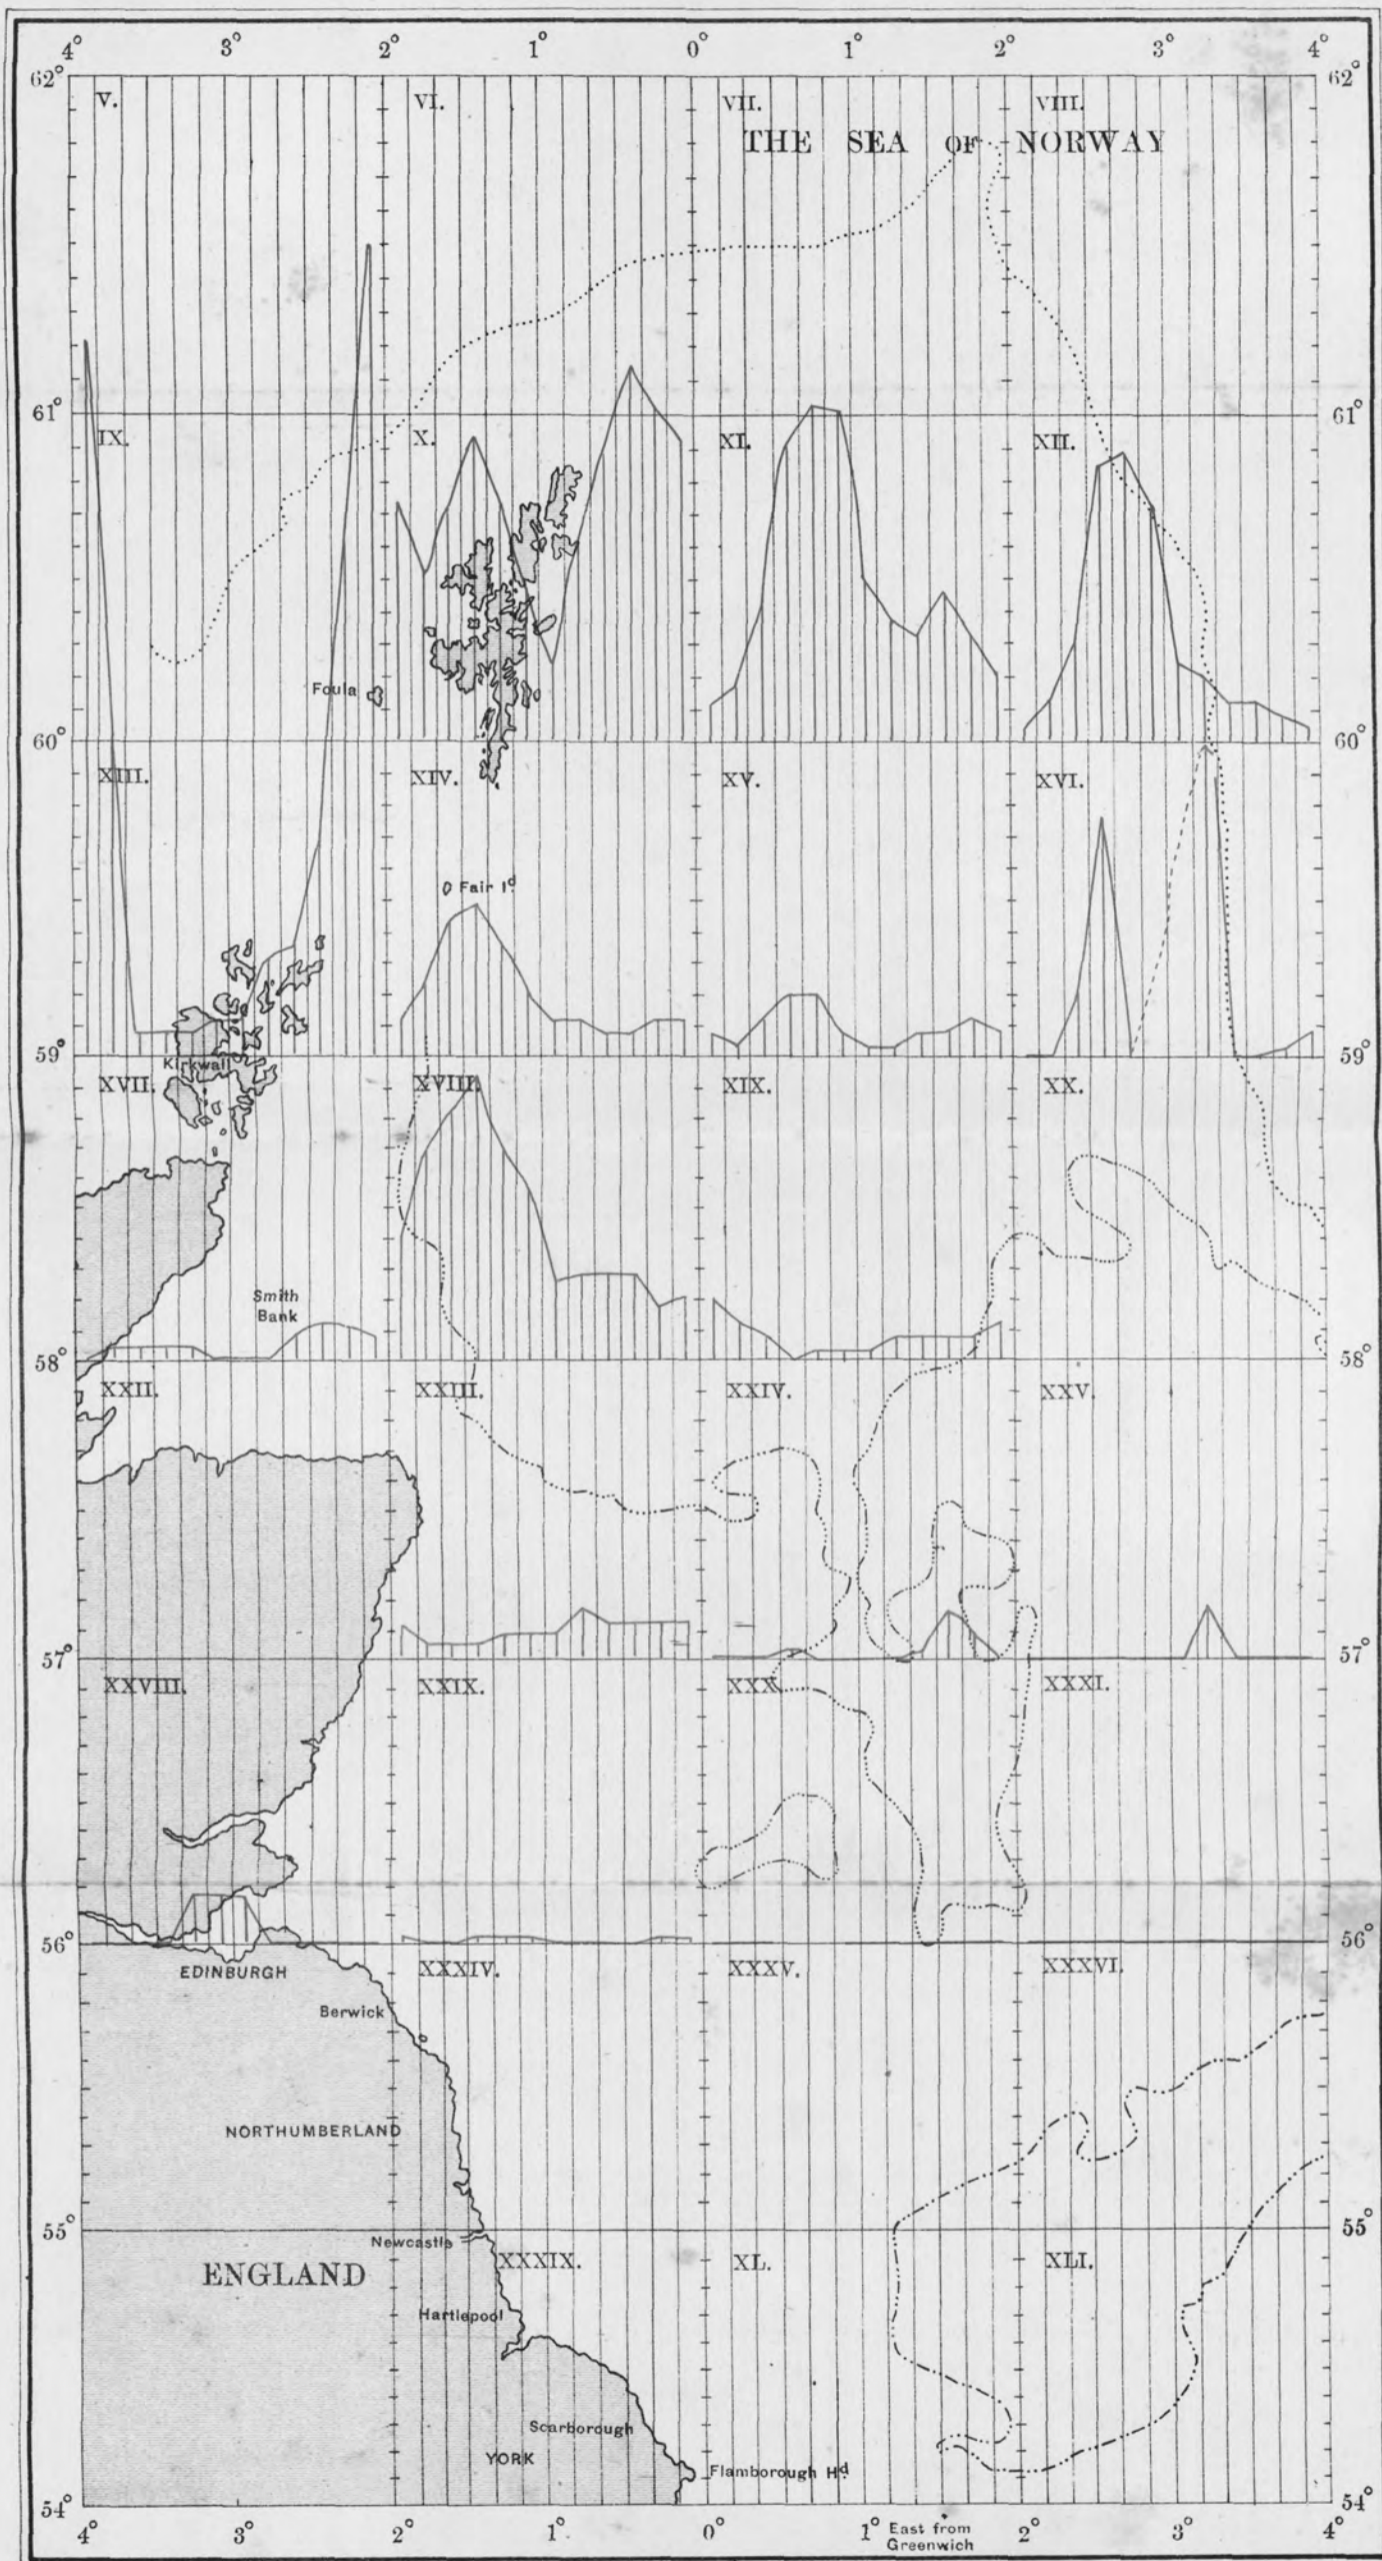 4° 3° 2° 1° 0° 1° 2° 3° 4°
62° 62°
V. VI. VII. VIII.
THE SEA OF NORWAY
61° 61°
IX. X. XI. XII.
Foula
60° 60°
XIII. XIV. XV. XVI.
Fair Id.
59° 59°
Kirkwall
XVII. XVIII. XIX. XX.
Smith
Bank
58° 58°
XXII. XXIII. XXIV. XXV.
57° 57°
XXVIII. XXIX. XXX. XXXI.
56° 56°
EDINBURGH
XXXIV. XXXV. XXXVI.
Berwick
NORTHUMBERLAND
55° 55°
Newcastle
XXXIX. XL. XLI.
ENGLAND
Hartlepool
Scarborough
YORK
Flamborough Hd.
54° 54°
4° 3° 2° 1° 0° 1° East from
Greenwich
2° 3° 4°